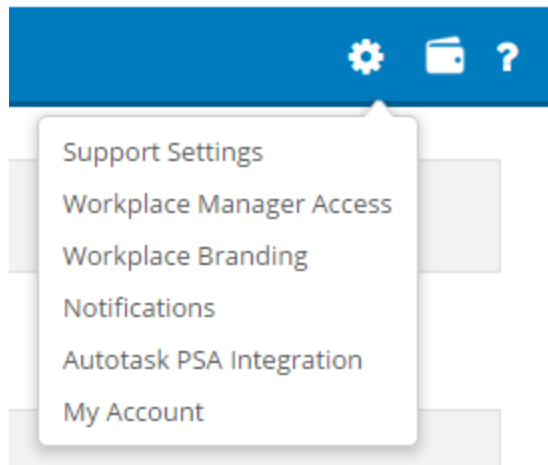 ?
Support Settings
Workplace Manager Access
Workplace Branding
Notifications
Autotask PSA Integration
My Account